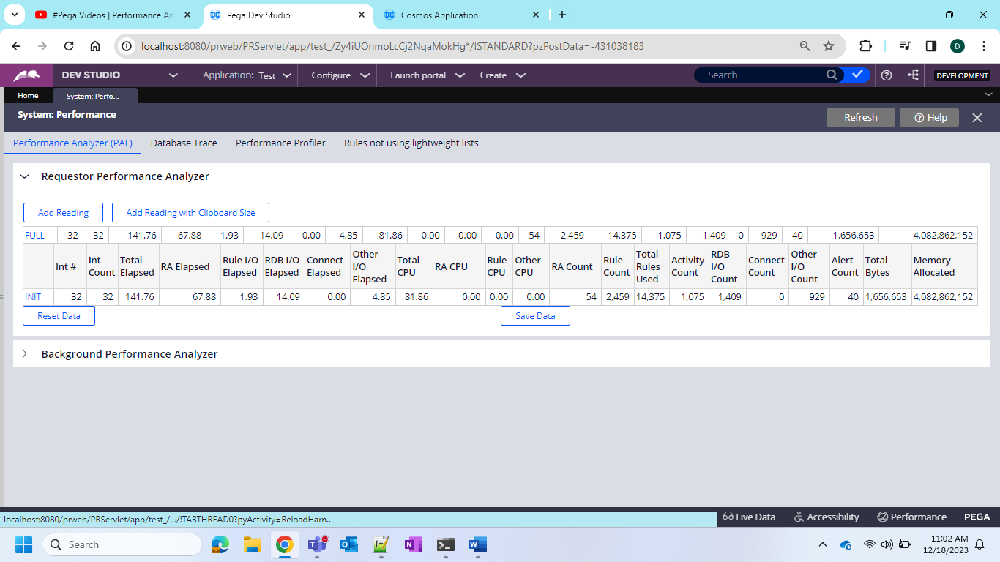 #Pega Videos | Performance An
Pega Dev Studio
Cosmos Application
localhost:8080/prweb/PRServlet/app/test_/Zy4iUOnmoLcCj2NqaMokHg*/!STANDARD?pzPostData=-431038183
D
DEV STUDIO Application: Test Configure Launch portal Create Search DEVELOPMENT
Home System: Perfo...
System: Performance Refresh Help
Performance Analyzer (PAL) Database Trace Performance Profiler Rules not using lightweight lists
Requestor Performance Analyzer
Add Reading Add Reading with Clipboard Size
FULL 32 32 141.76 67.88 1.93 14.09 0.00 4.85 81.86 0.00 0.00 0.00 54 2,459 14,375 1,075 1,409 0 929 40 1,656,653 4,082,862,152
Int # Int Count Total Elapsed RA Elapsed Rule I/O Elapsed RDB I/O Elapsed Connect Elapsed Other I/O Elapsed Total CPU RA CPU Rule CPU Other CPU RA Count Rule Count Total Rules Used Activity Count RDB I/O Count Connect Count Other I/O Count Alert Count Total Bytes Memory Allocated
INIT 32 32 141.76 67.88 1.93 14.09 0.00 4.85 81.86 0.00 0.00 0.00 54 2,459 14,375 1,075 1,409 0 929 40 1,656,653 4,082,862,152
Reset Data Save Data
Background Performance Analyzer
localhost:8080/prweb/PRServlet/app/test_/.../!TABTHREAD0?pyActivity=ReloadHarn...
Live Data Accessibility Performance PEGA
Search
11:02 AM
12/18/2023